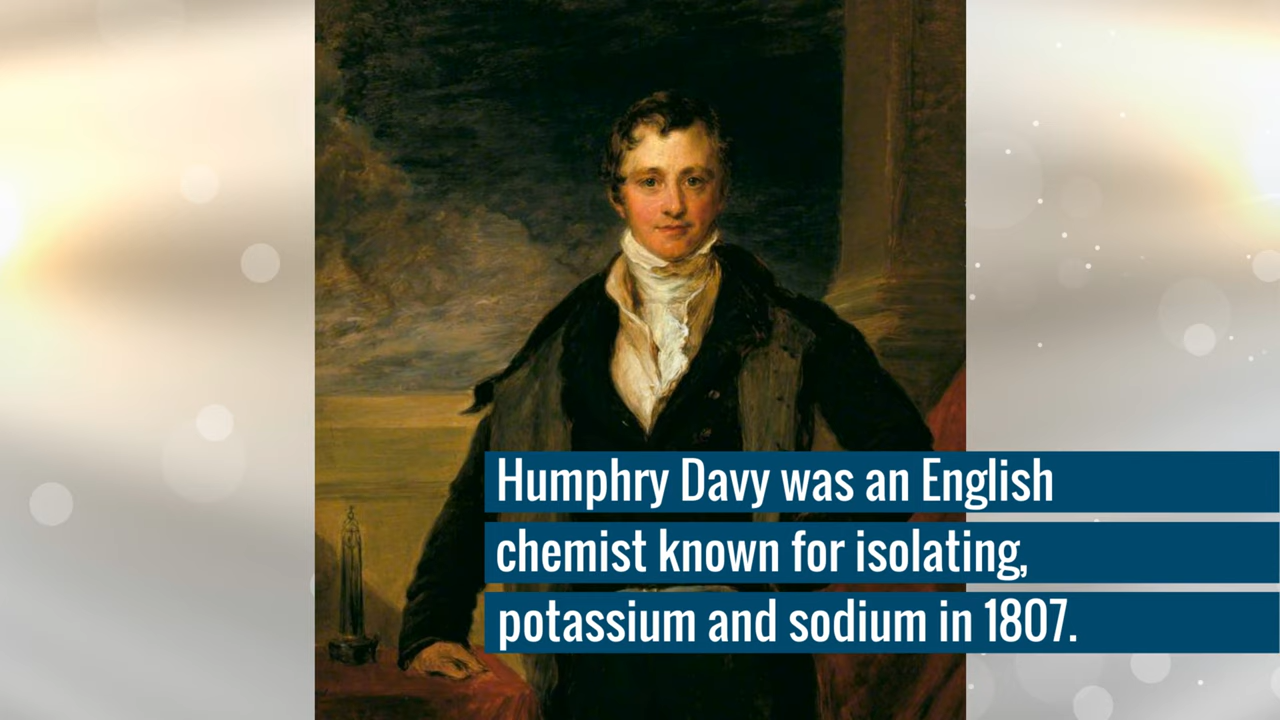 Humphry Davy was an English
chemist known for isolating,
potassium and sodium in 1807.